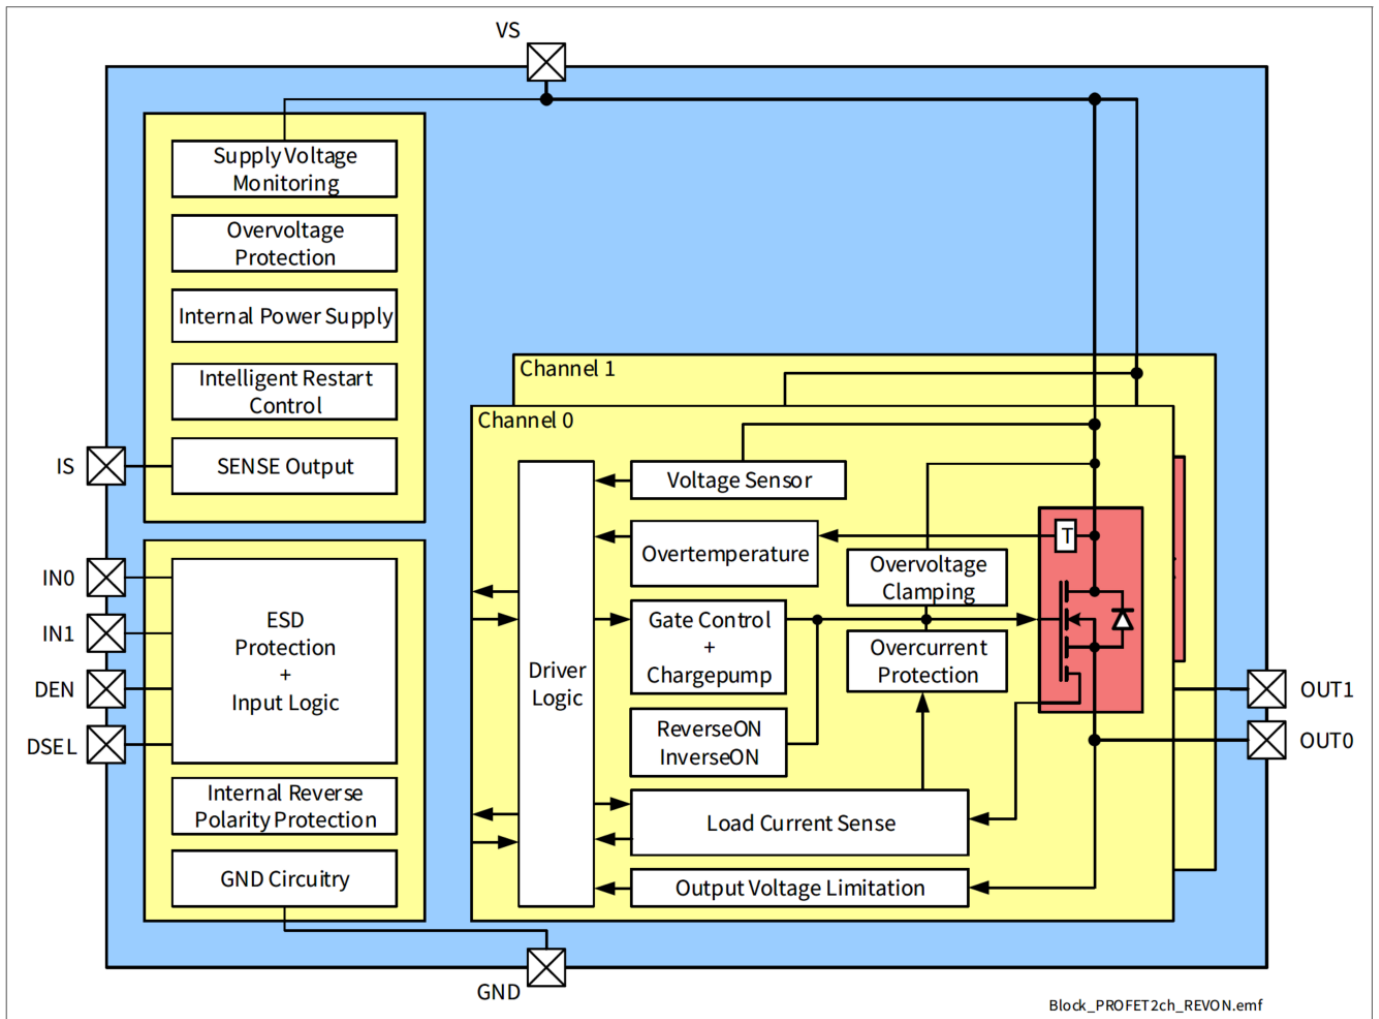 VS
Supply Voltage
Monitoring
Overvoltage
Protection
Internal Power Supply
Intelligent Restart
Control
SENSE Output
IS
IN0
IN1
DEN
DSEL
ESD
Protection
+
Input Logic
Internal Reverse
Polarity Protection
GND Circuitry
GND
Channel 1
Channel 0
Driver
Logic
Voltage Sensor
Overtemperature
T
Overvoltage
Clamping
Gate Control
+
Chargepump
Overcurrent
Protection
ReverseON
InverseON
Load Current Sense
Output Voltage Limitation
OUT1
OUT0
Block_PROFET2ch_REVON.emf